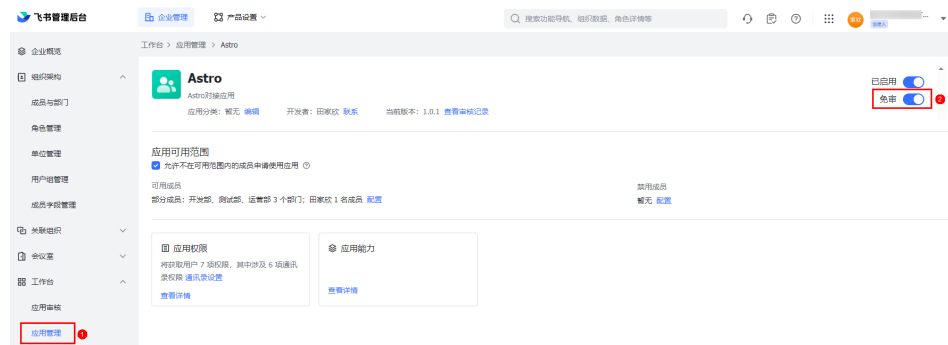 飞书管理后台
企业管理
产品设置
搜索功能导航、组织数据、角色详情等
企业概览
工作台 > 应用管理 > Astro
组织架构
成员与部门
角色管理
单位管理
用户组管理
成员字段管理
关联组织
会议室
工作台
应用审核
应用管理
1
Astro
Astro对接应用
应用分类:暂无 编辑 开发者:田家欣 联系 当前版本:1.0.1 查看审核记录
已启用
免审
2
应用可用范围
允许不在可用范围内的成员申请使用应用
可用成员
部分成员:开发部、测试部、运营部 3 个部门;田家欣 1 名成员 配置
禁用成员
暂无 配置
应用权限
将获取用户 7 项权限,其中涉及 6 项通讯
录权限 通讯录设置
查看详情
应用能力
查看详情